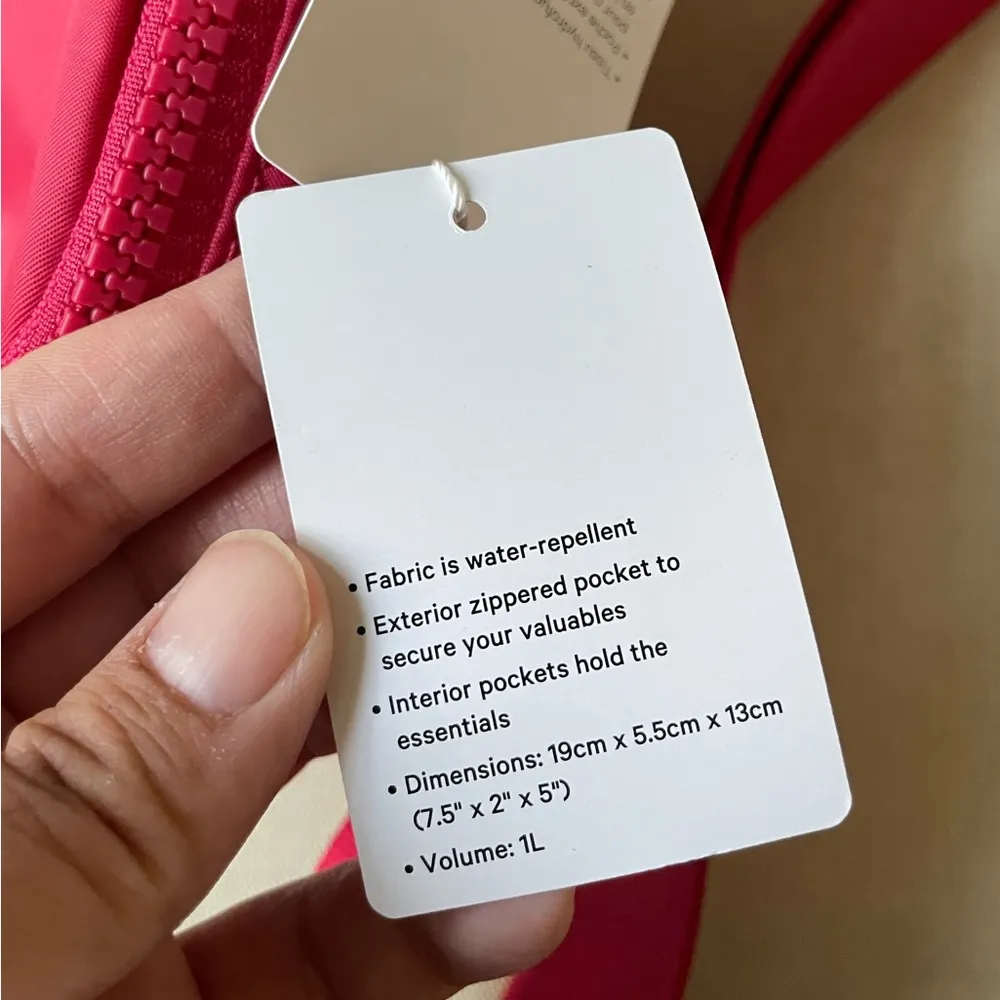 • Fabric is water-repellent
• Exterior zippered pocket to
secure your valuables
• Interior pockets hold the
essentials
• Dimensions: 19cm x 5.5cm x 13cm
(7.5" x 2" x 5")
• Volume: 1L